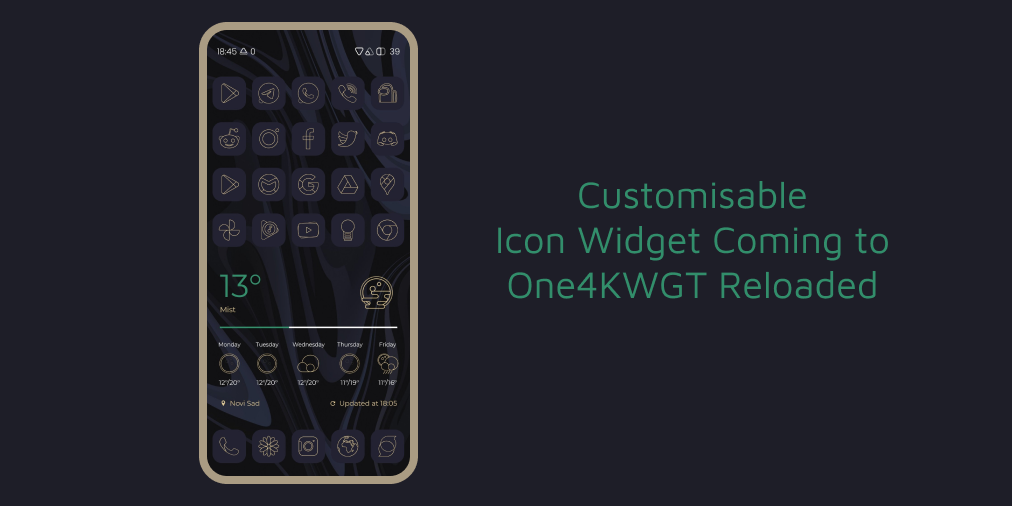 18:45 0 39
13°
Mist
Monday Tuesday Wednesday Thursday Friday
12°/20° 12°/20° 12°/20° 11°/19° 11°/16°
Novi Sad Updated at 18:05
Customisable
Icon Widget Coming to
One4KWGT Reloaded